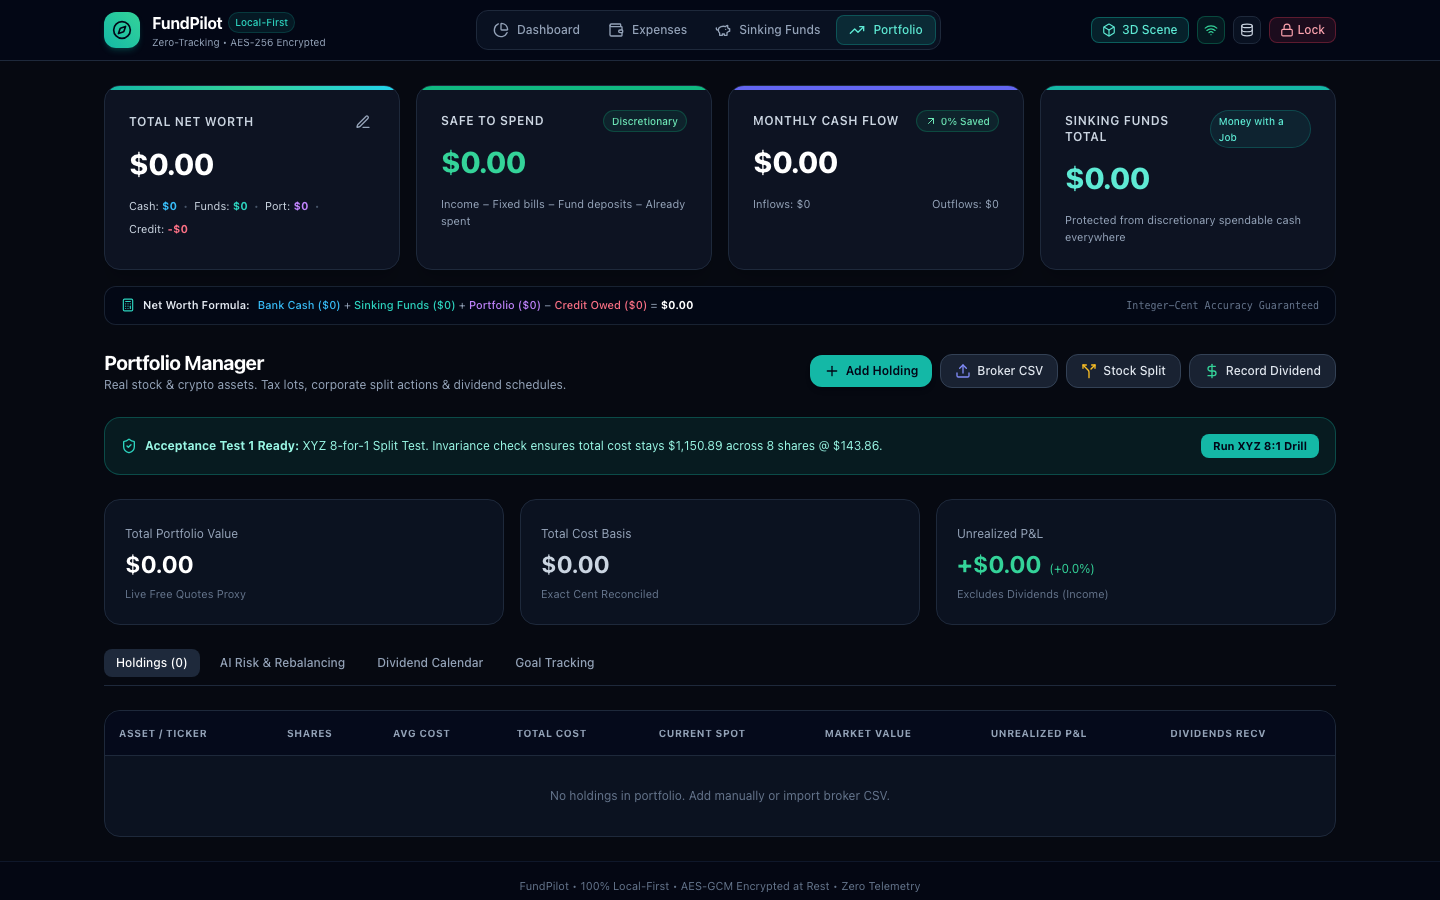 FundPilot Local-First
Zero-Tracking • AES-256 Encrypted
Dashboard
Expenses
Sinking Funds
Portfolio
3D Scene
Lock
TOTAL NET WORTH
$0.00
Cash: $0 · Funds: $0 · Port: $0 ·
Credit: -$0
SAFE TO SPEND
Discretionary
$0.00
Income – Fixed bills – Fund deposits – Already
spent
MONTHLY CASH FLOW
0% Saved
$0.00
Inflows: $0
Outflows: $0
SINKING FUNDS
TOTAL
Money with a
Job
$0.00
Protected from discretionary spendable cash
everywhere
Net Worth Formula: Bank Cash ($0) + Sinking Funds ($0) + Portfolio ($0) – Credit Owed ($0) = $0.00
Integer-Cent Accuracy Guaranteed
Portfolio Manager
Real stock & crypto assets. Tax lots, corporate split actions & dividend schedules.
Add Holding
Broker CSV
Stock Split
Record Dividend
Acceptance Test 1 Ready: XYZ 8-for-1 Split Test. Invariance check ensures total cost stays $1,150.89 across 8 shares @ $143.86.
Run XYZ 8:1 Drill
Total Portfolio Value
$0.00
Live Free Quotes Proxy
Total Cost Basis
$0.00
Exact Cent Reconciled
Unrealized P&L
+$0.00 (+0.0%)
Excludes Dividends (Income)
Holdings (0)
AI Risk & Rebalancing
Dividend Calendar
Goal Tracking
ASSET / TICKER SHARES AVG COST TOTAL COST CURRENT SPOT MARKET VALUE UNREALIZED P&L DIVIDENDS RECV
No holdings in portfolio. Add manually or import broker CSV.
FundPilot • 100% Local-First • AES-GCM Encrypted at Rest • Zero Telemetry